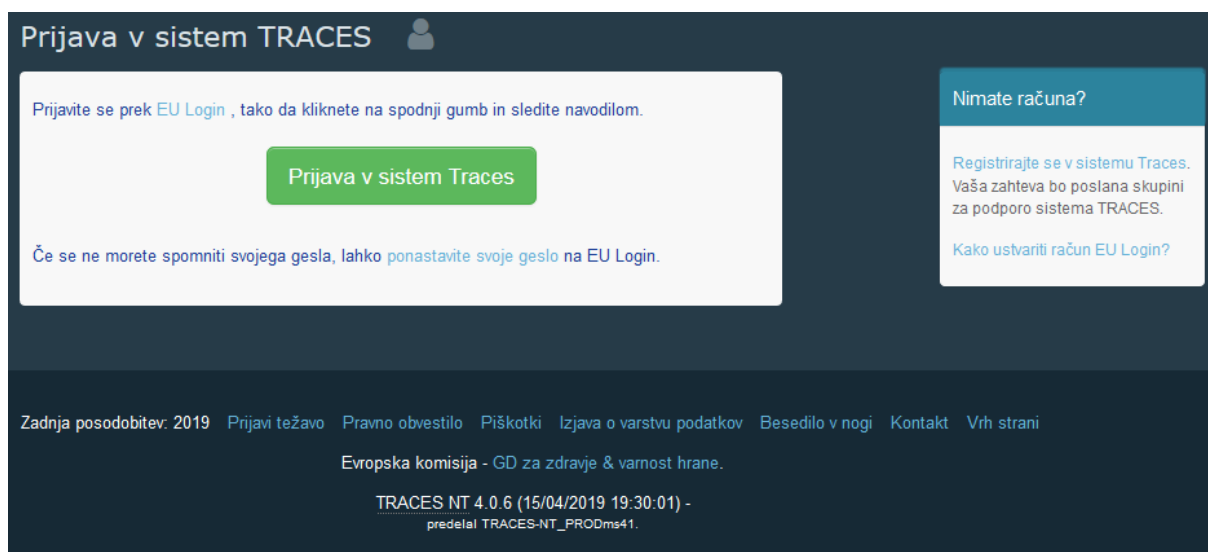 Prijava v sistem TRACES
Prijavite se prek EU Login , tako da kliknete na spodnji gumb in sledite navodilom.
Prijava v sistem Traces
Če se ne morete spomniti svojega gesla, lahko ponastavite svoje geslo na EU Login.
Nimate računa?
Registrirajte se v sistemu Traces.
Vaša zahteva bo poslana skupini
za podporo sistema TRACES.
Kako ustvariti račun EU Login?
Zadnja posodobitev: 2019 Prijavi težavo Pravno obvestilo Piškotki Izjava o varstvu podatkov Besedilo v nogi Kontakt Vrh strani
Evropska komisija - GD za zdravje & varnost hrane.
TRACES NT 4.0.6 (15/04/2019 19:30:01) -
predelal TRACES-NT_PRODms41.